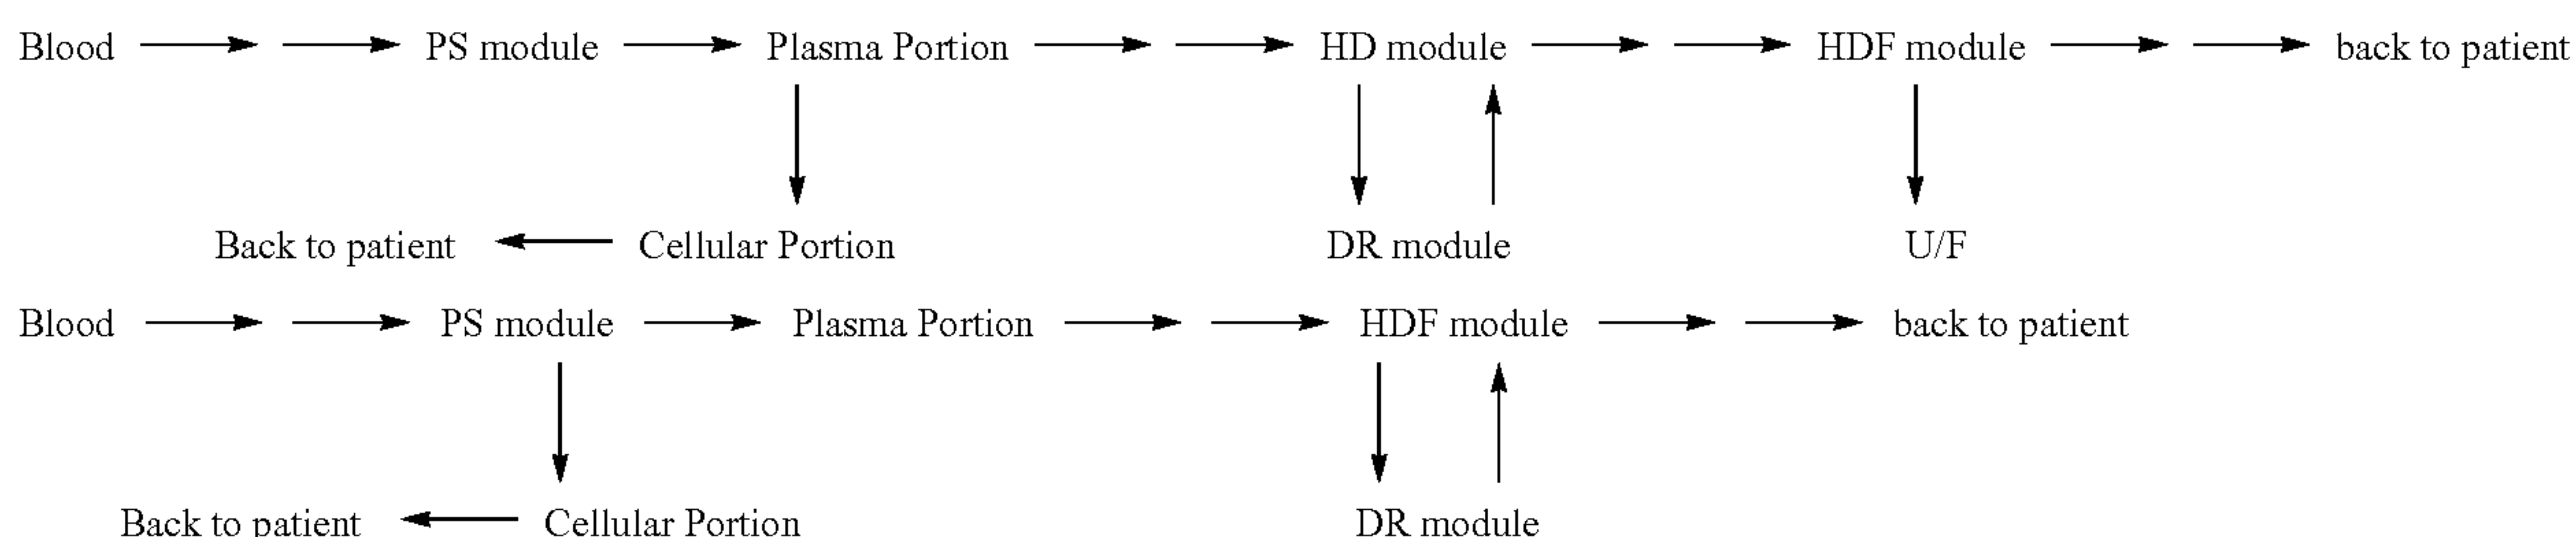 Blood PS module Plasma Portion HD module HDF module back to patient
Back to patient Cellular Portion DR module U/F
Blood PS module Plasma Portion HDF module back to patient
Back to patient Cellular Portion DR module